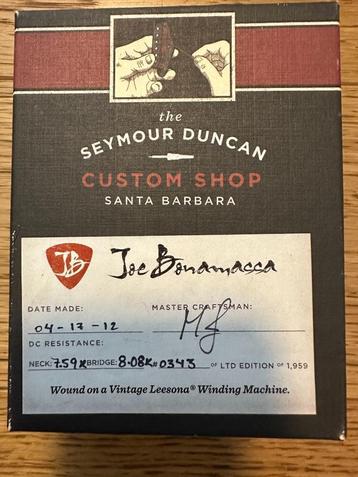 the
SEYMOUR DUNCAN
CUSTOM SHOP
SANTA BARBARA
JB Joe Bonamassa
DATE MADE: MASTER CRAFTSMAN:
04-17-12
DC RESISTANCE:
NECK: 7.59K BRIDGE: 8.08K # 0343 OF LTD EDITION OF 1,959
Wound on a Vintage Leesona® Winding Machine.